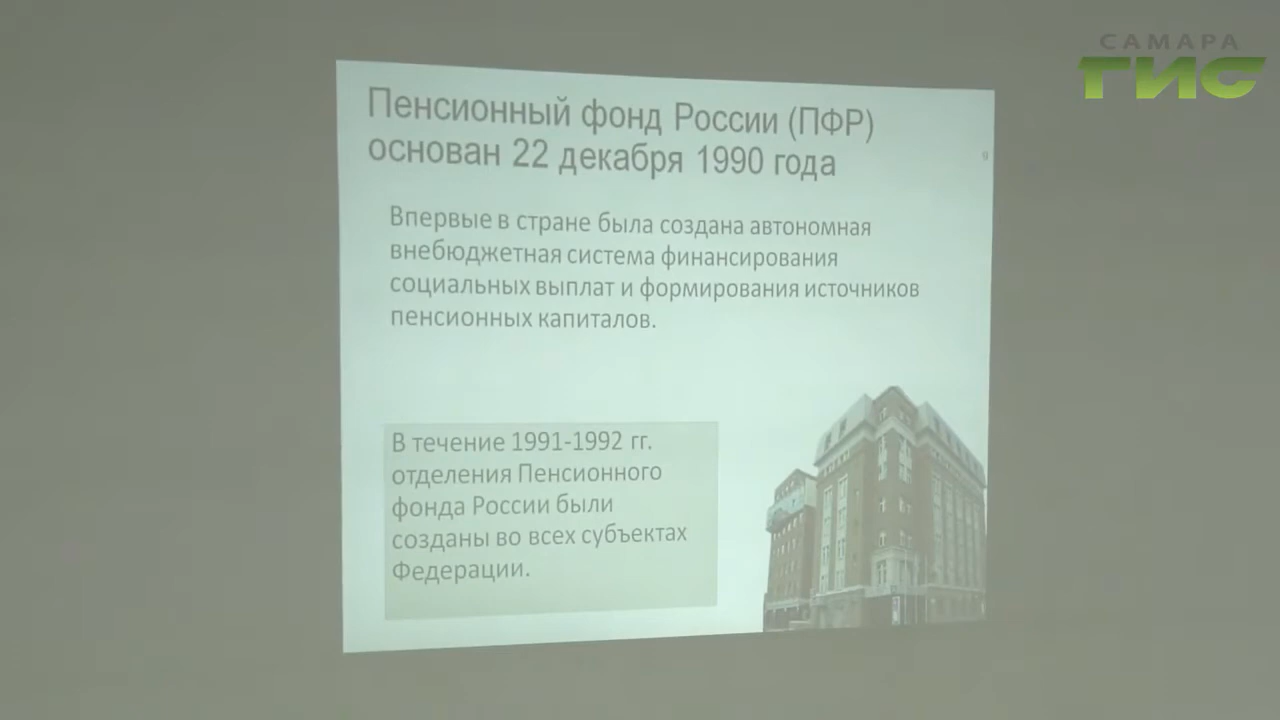 САМАРА
ГИС
Пенсионный фонд России (ПФР)
основан 22 декабря 1990 года
9
Впервые в стране была создана автономная
внебюджетная система финансирования
социальных выплат и формирования источников
пенсионных капиталов.
В течение 1991-1992 гг.
отделения Пенсионного
фонда России были
созданы во всех субъектах
Федерации.